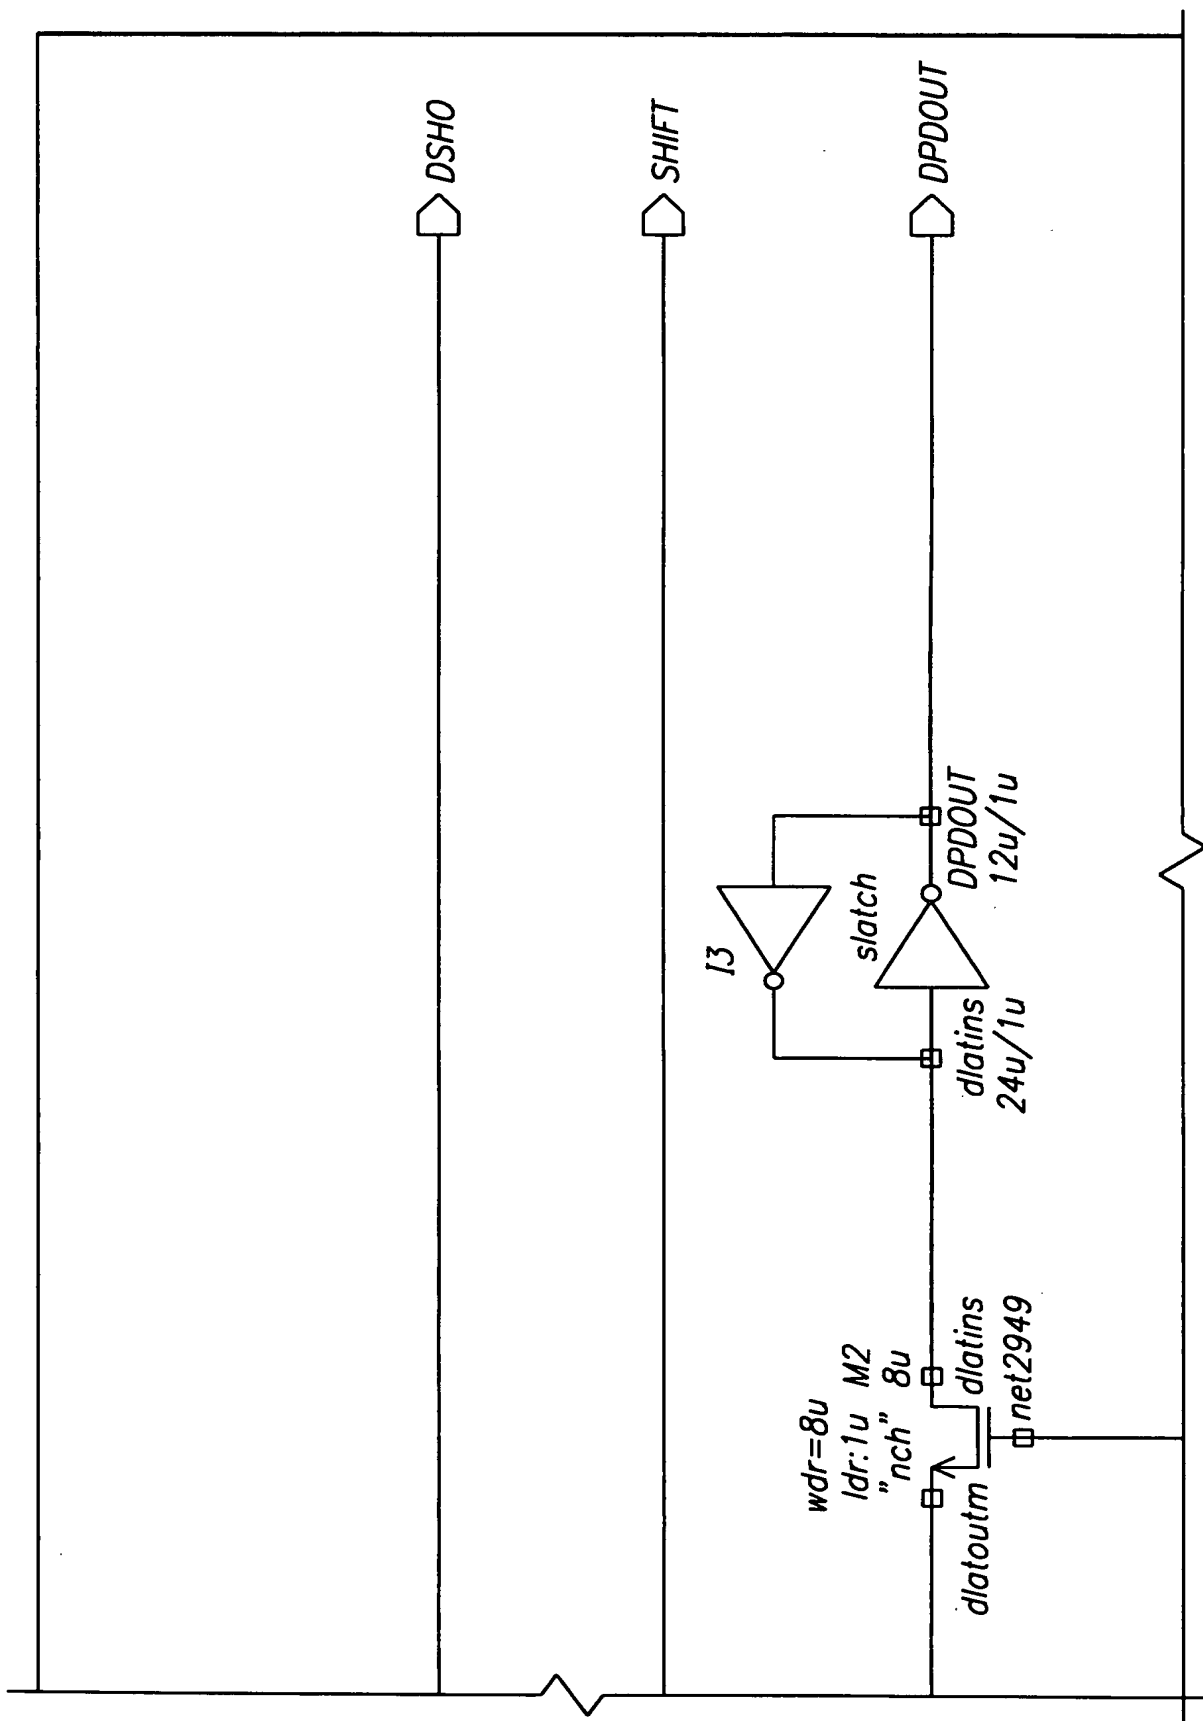 DSHO
SHIFT
DPDOUT
I3
slatch
DPDOUT
12u/1u
dlatins
24u/1u
wdr=8u
ldr:1u M2
"nch" 8u
dlatins
net2949
dlatoutm